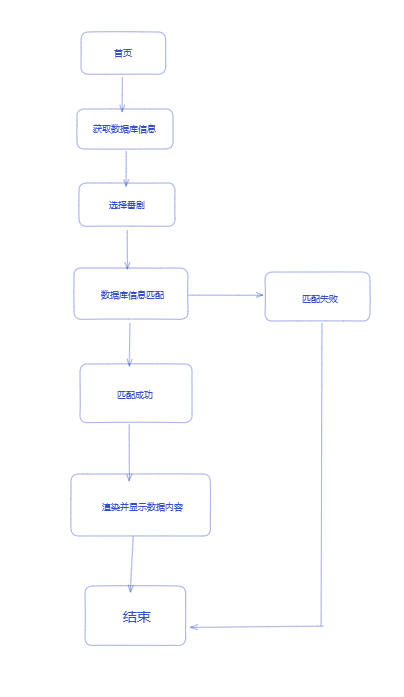 首页
获取数据库信息
选择番剧
数据库信息匹配
匹配失败
匹配成功
渲染并显示数据内容
结束